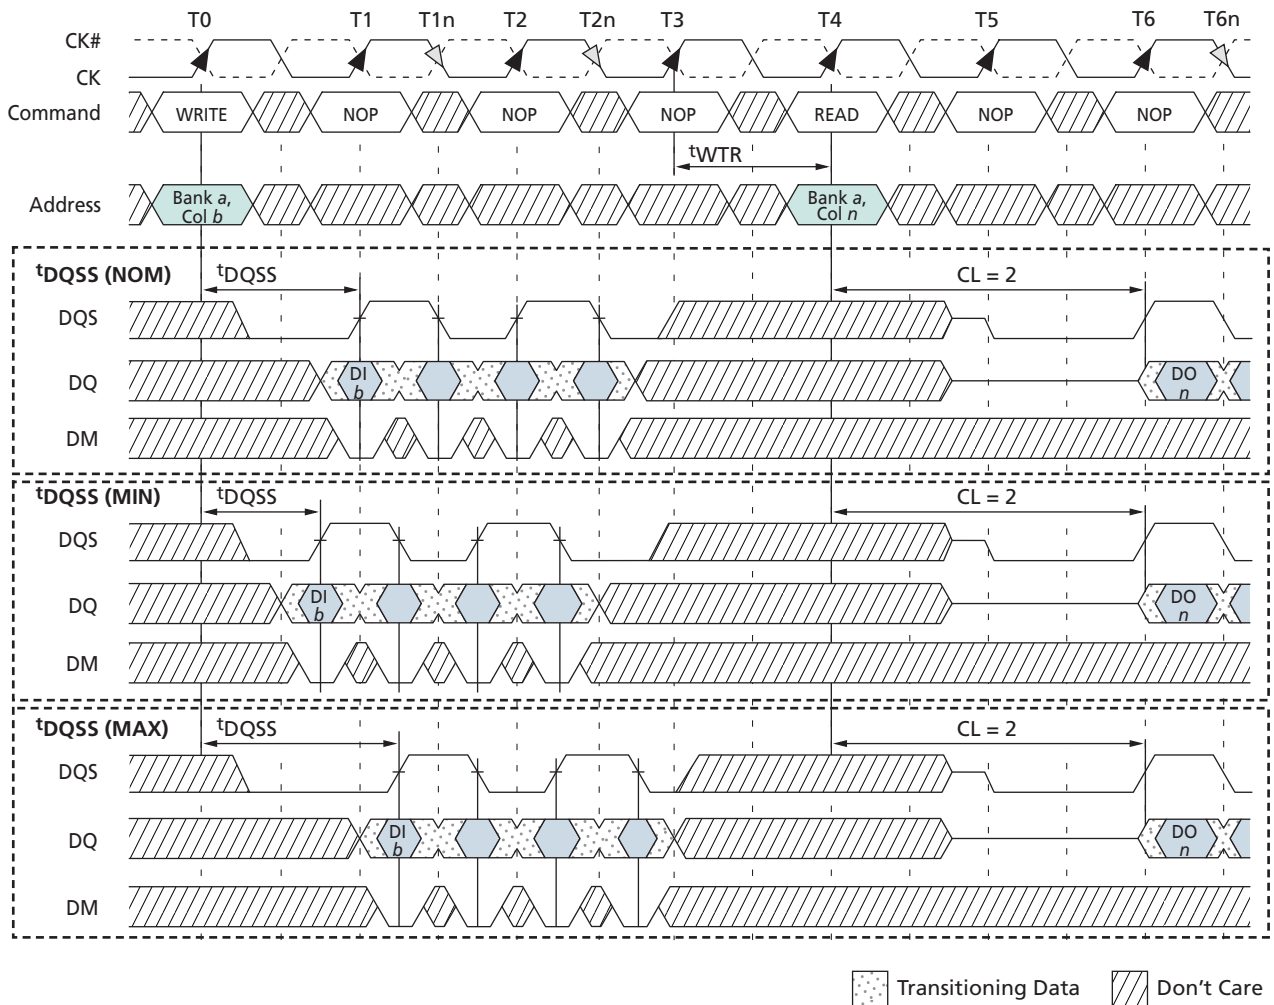 T0 T1 T1n T2 T2n T3 T4 T5 T6 T6n
CK#
CK
Command WRITE NOP NOP NOP READ NOP NOP
tWTR
Address Bank a, Col b Bank a, Col n
tDQSS (NOM) tDQSS CL = 2
DQS
DQ DI b DO n
DM
tDQSS (MIN) tDQSS CL = 2
DQS
DQ DI b DO n
DM
tDQSS (MAX) tDQSS CL = 2
DQS
DQ DI b DO n
DM
Transitioning Data Don't Care